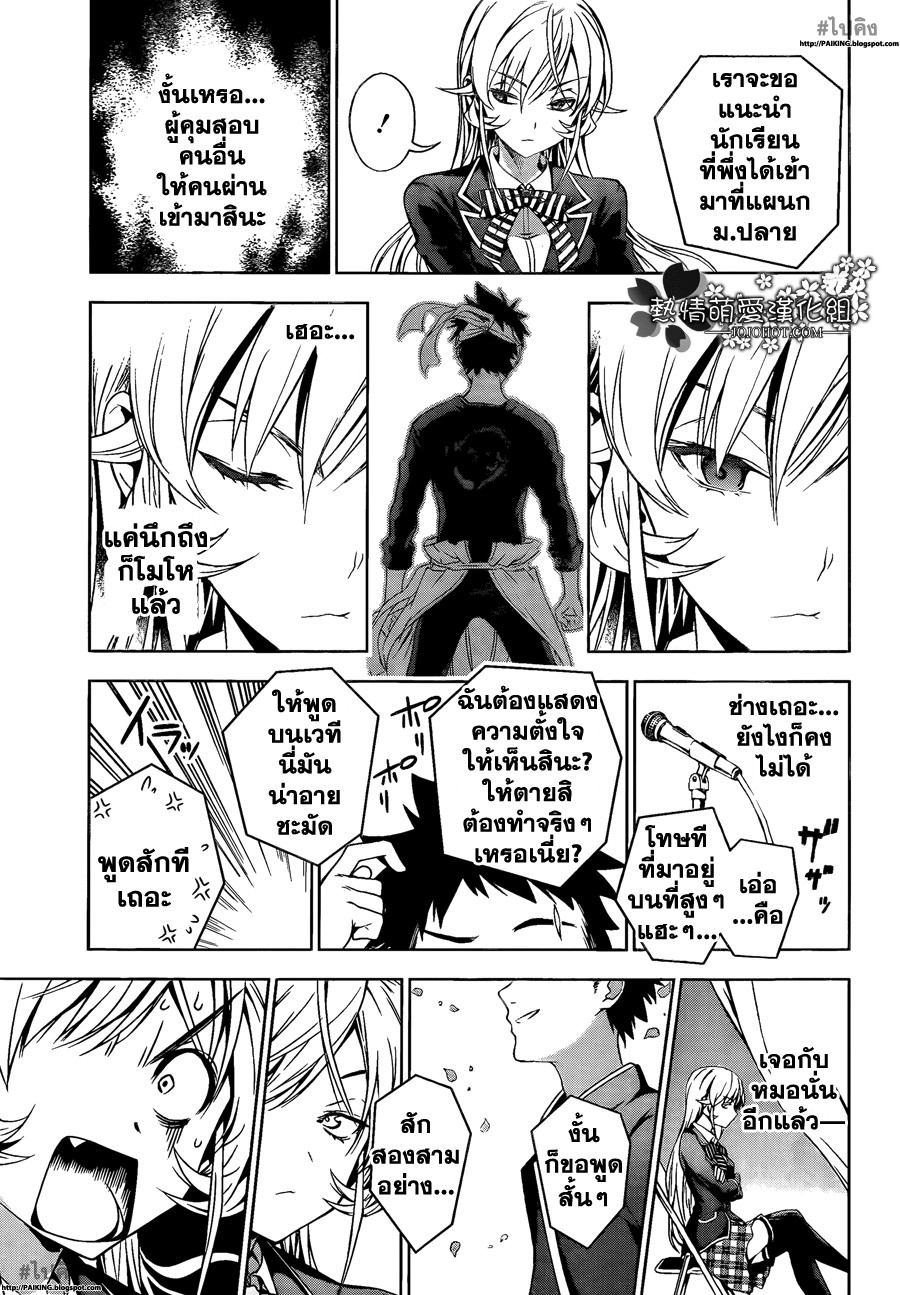 #ไปคิง
http://PAIKING.blogspot.com
เราจะขอ
แนะนำ
นักเรียน
ที่พึ่งได้เข้า
มาที่แผนก
ม.ปลาย
!
งั้นเหรอ...
ผู้คุมสอบ
คนอื่น
ให้คนผ่าน
เข้ามาสินะ
熱情萌愛漢化組
JOJOHOT.COM
เฮอะ...
แค่นึกถึง
ก็โมโห
แล้ว
ช่างเถอะ...
ยังไงก็คง
ไม่ได้
ザザッ
เอ่อ
...คือ
โทษที
ที่มาอยู่
บนที่สูงๆ
แฮะๆ...
ฉันต้องแสดง
ความตั้งใจ
ให้เห็นสินะ?
ให้ตายสิ
ต้องทำจริงๆ
เหรอเนี่ย?
ให้พูด
บนเวที
นี่มัน
น่าอาย
ชะมัด
イラッ
พูดสักที
เถอะ
เจอกับ
หมอนั่น
อีกแล้ว—
งั้น
ก็ขอพูด
สั้นๆ
สัก
สองสาม
อย่าง...
#ไปคิง
http://PAIKING.blogspot.com